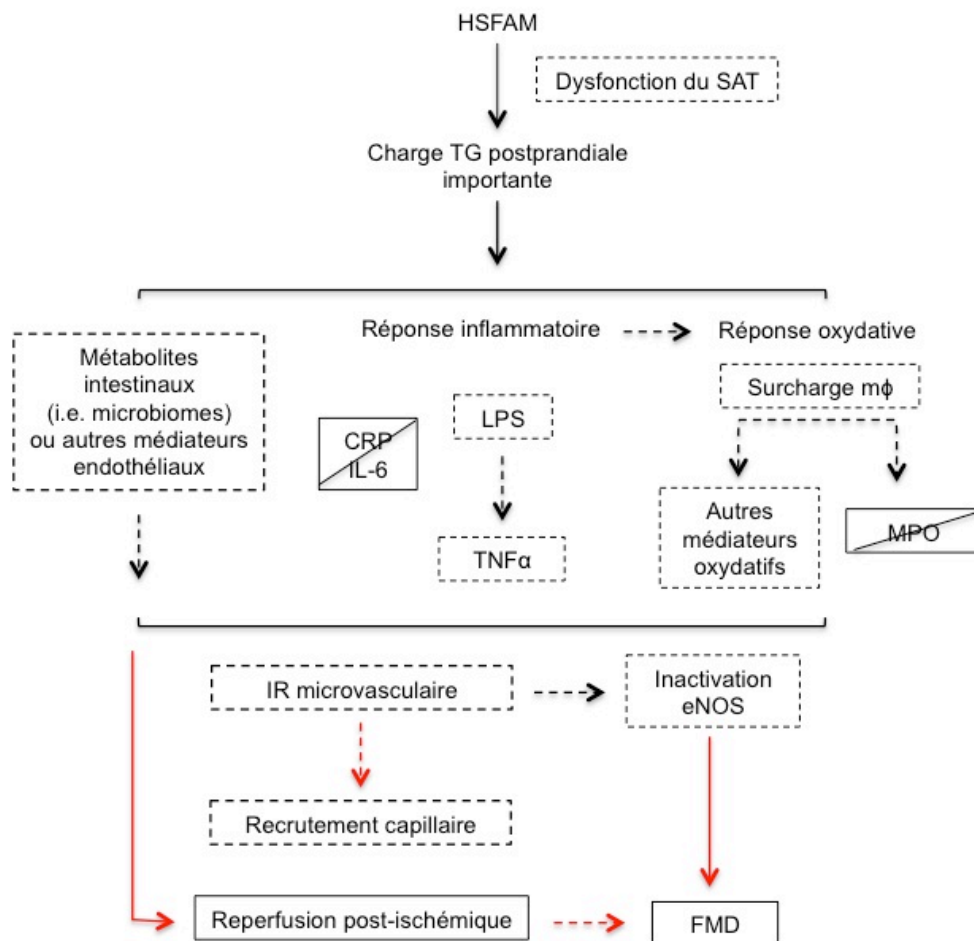 HSFAM
Dysfonction du SAT
Charge TG postprandiale
importante
Réponse inflammatoire
Réponse oxydative
Métabolites
intestinaux
(i.e. microbiomes)
ou autres médiateurs
endothéliaux
CRP
IL-6
LPS
TNFα
Surcharge mϕ
Autres
médiateurs
oxydatifs
MPO
IR microvasculaire
Inactivation
eNOS
Recrutement capillaire
Reperfusion post-ischémique
FMD